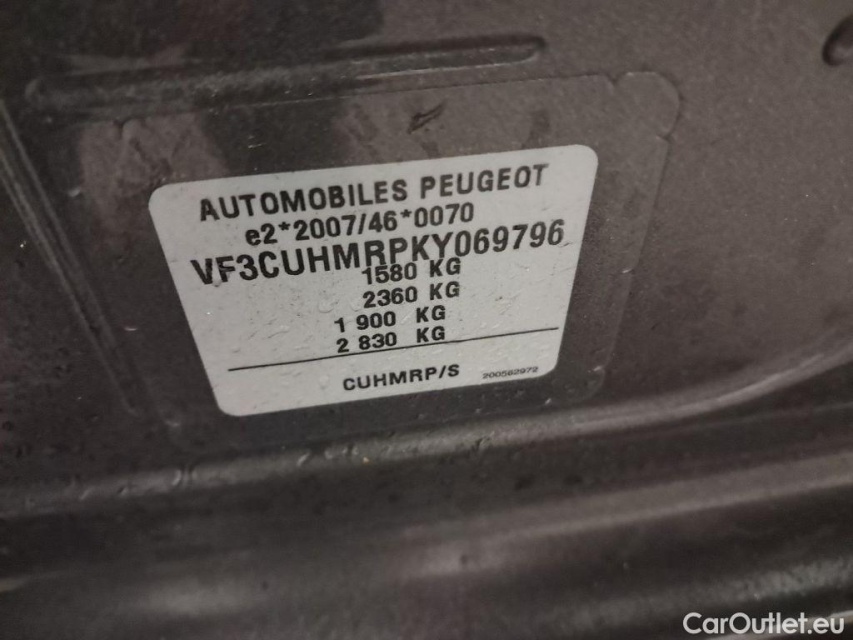 AUTOMOBILES PEUGEOT
e2*2007/46*0070
VF3CUHMRPKY069796
1580 KG
2360 KG
1 900 KG
2 830 KG
CUHMRP/S 200562972
CarOutlet.eu